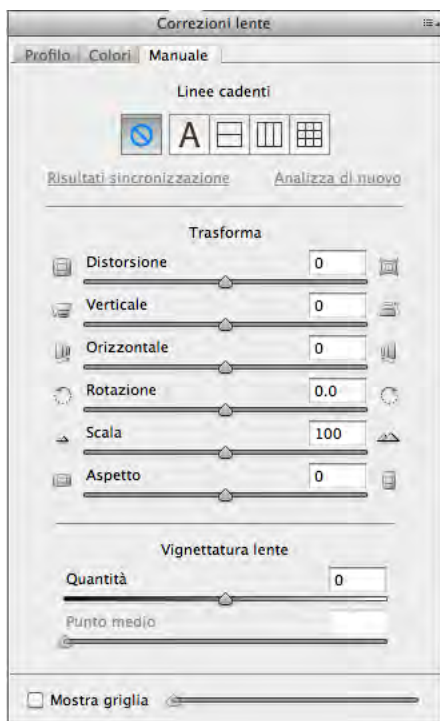 Correzioni lente
Profilo Colori Manuale
Linee cadenti
A
Risultati sincronizzazione Analizza di nuovo
Trasforma
Distorsione 0
Verticale 0
Orizzontale 0
Rotazione 0.0
Scala 100
Aspetto 0
Vignettatura lente
Quantità 0
Punto medio
Mostra griglia